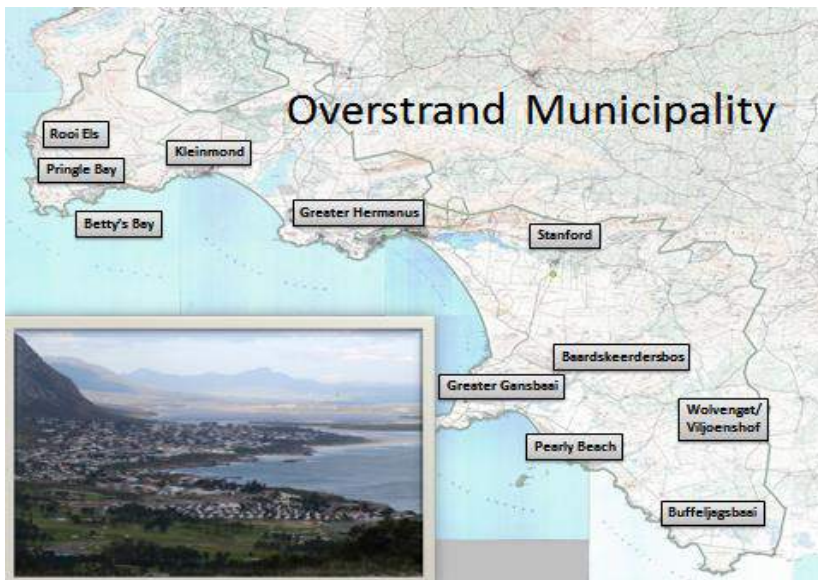 Overstrand Municipality
Rooi Els
Kleinmond
Pringle Bay
Betty's Bay
Greater Hermanus
Stanford
Baardskeerdersbos
Greater Gansbaai
Wolvengat/
Viljoenshof
Pearly Beach
Buffeljagsbaai